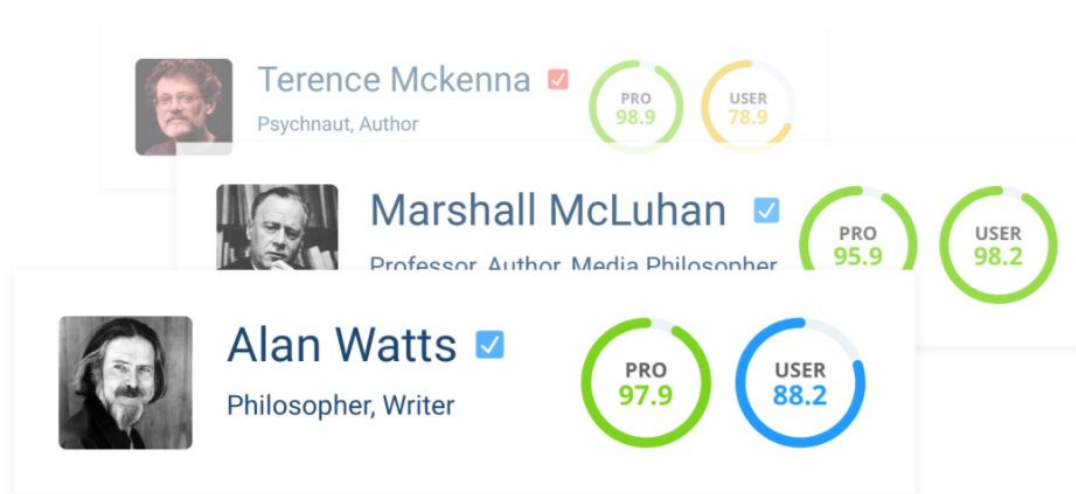 Terence Mckenna
Psychnaut, Author
PRO
98.9
USER
78.9
Marshall McLuhan
Professor, Author, Media Philosopher
PRO
95.9
USER
98.2
Alan Watts
Philosopher, Writer
PRO
97.9
USER
88.2